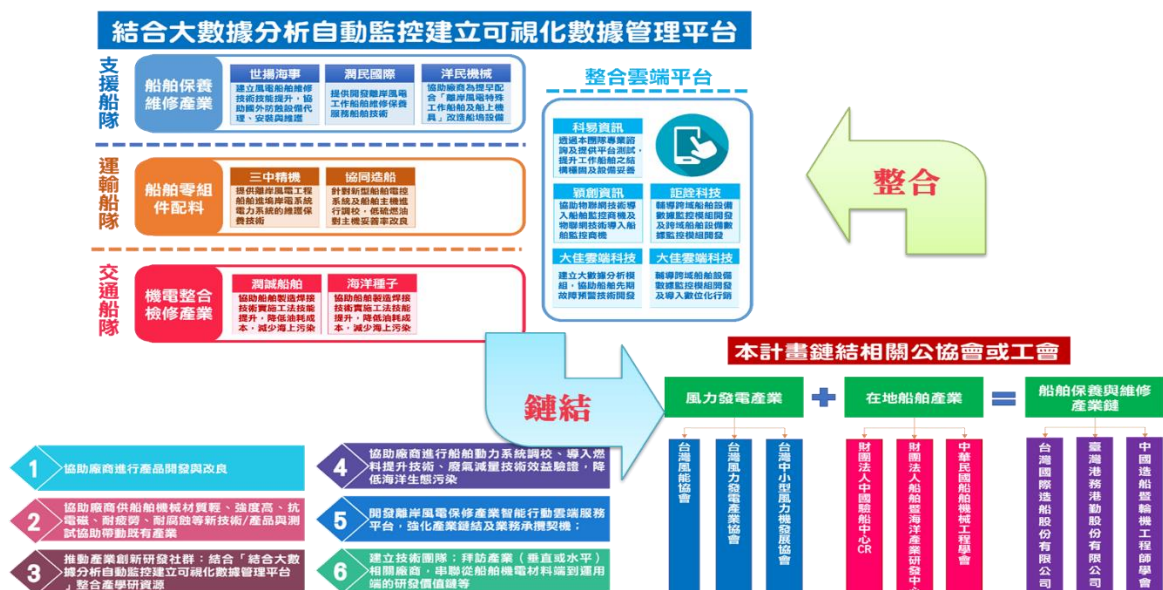 結合大數據分析自動監控建立可視化數據管理平台
支援船隊
船舶保養
維修產業
世揚海事
建立風電船舶維修
技術技能提升，協
助國外防蝕設備代
理、安裝與維護
潤民國際
提供開發離岸風電
工作船舶維修保養
服務船舶技術
洋民機械
協助廠商為提早配
合「離岸風電特殊
工作船舶及船上機
具」改造船塢設備
運輸船隊
船舶零組
件配料
三中精機
提供離岸風電工程
船舶進塢岸電系統
電力系統的維護保
養技術
協同造船
針對新型船舶電控
系統及船舶主機進
行調校，低硫燃油
對主機妥善率改良
交通船隊
機電整合
檢修產業
潤誠船舶
協助船舶製造焊接
技術實施工法技能
提升，降低油耗成
本，減少海上污染
海洋種子
協助船舶製造焊接
技術實施工法技能
提升，降低油耗成
本，減少海上污染
整合雲端平台
科易資訊
透過本團隊專業諮
詢及提供平台測試，
提升工作船舶之結
構種關及設備妥善
穎創資訊
協助物聯網技術導
入船舶監控商機及
物聯網技術導入船
舶監控商機
詎詮科技
輔導跨域船舶設備
數據監控模組開發
及跨域船舶設備數
據監控模組開發
大佳雲端科技
建立大數據分析模
組，協助船舶先期
故障預警技術開發
大佳雲端科技
輔導跨域船舶設備
數據監控模組開發
及導入數位化行銷
整合
鏈結
本計畫鏈結相關公協會或工會
風力發電產業
+
在地船舶產業
=
船舶保養與維修
產業鏈
台灣風能協會
台灣風力發電產業協會
台灣中小型風力機發展協會
財團法人中國驗船中心CR
財團法人船舶暨海洋產業研發中心
中華民國船舶機械工程學會
台灣國際造船股份有限公司
臺灣港務港勤股份有限公司
中國造船暨輪機工程師學會
1
協助廠商進行產品開發與改良
2
協助廠商供船舶機械材質輕、強度高、抗
電磁、耐疲勞、耐腐蝕等新技術/產品與測
試協助帶動既有產業
3
推動產業創新研發社群：結合「結合大數
據分析自動監控建立可視化數據管理平台
」整合產學研資源
4
協助廠商進行船舶動力系統調校、導入燃
料提升技術、廢氣減量技術效益驗證，降
低海洋生態污染
5
開發離岸風電保修產業智能行動雲端服務
平台，強化產業鏈結及業務承攬契機；
6
建立技術團隊；拜訪產業（垂直或水平）
相關廠商，串聯從船舶機電材料端到運用
端的研發價值鏈等